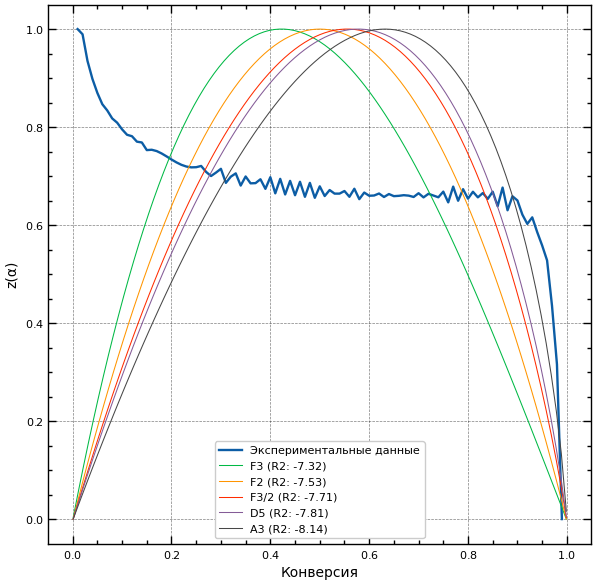 1.0
0.8
0.6
0.4
0.2
0.0
z(α)
Экспериментальные данные
F3 (R2: -7.32)
F2 (R2: -7.53)
F3/2 (R2: -7.71)
D5 (R2: -7.81)
A3 (R2: -8.14)
0.0 0.2 0.4 0.6 0.8 1.0
Конверсия